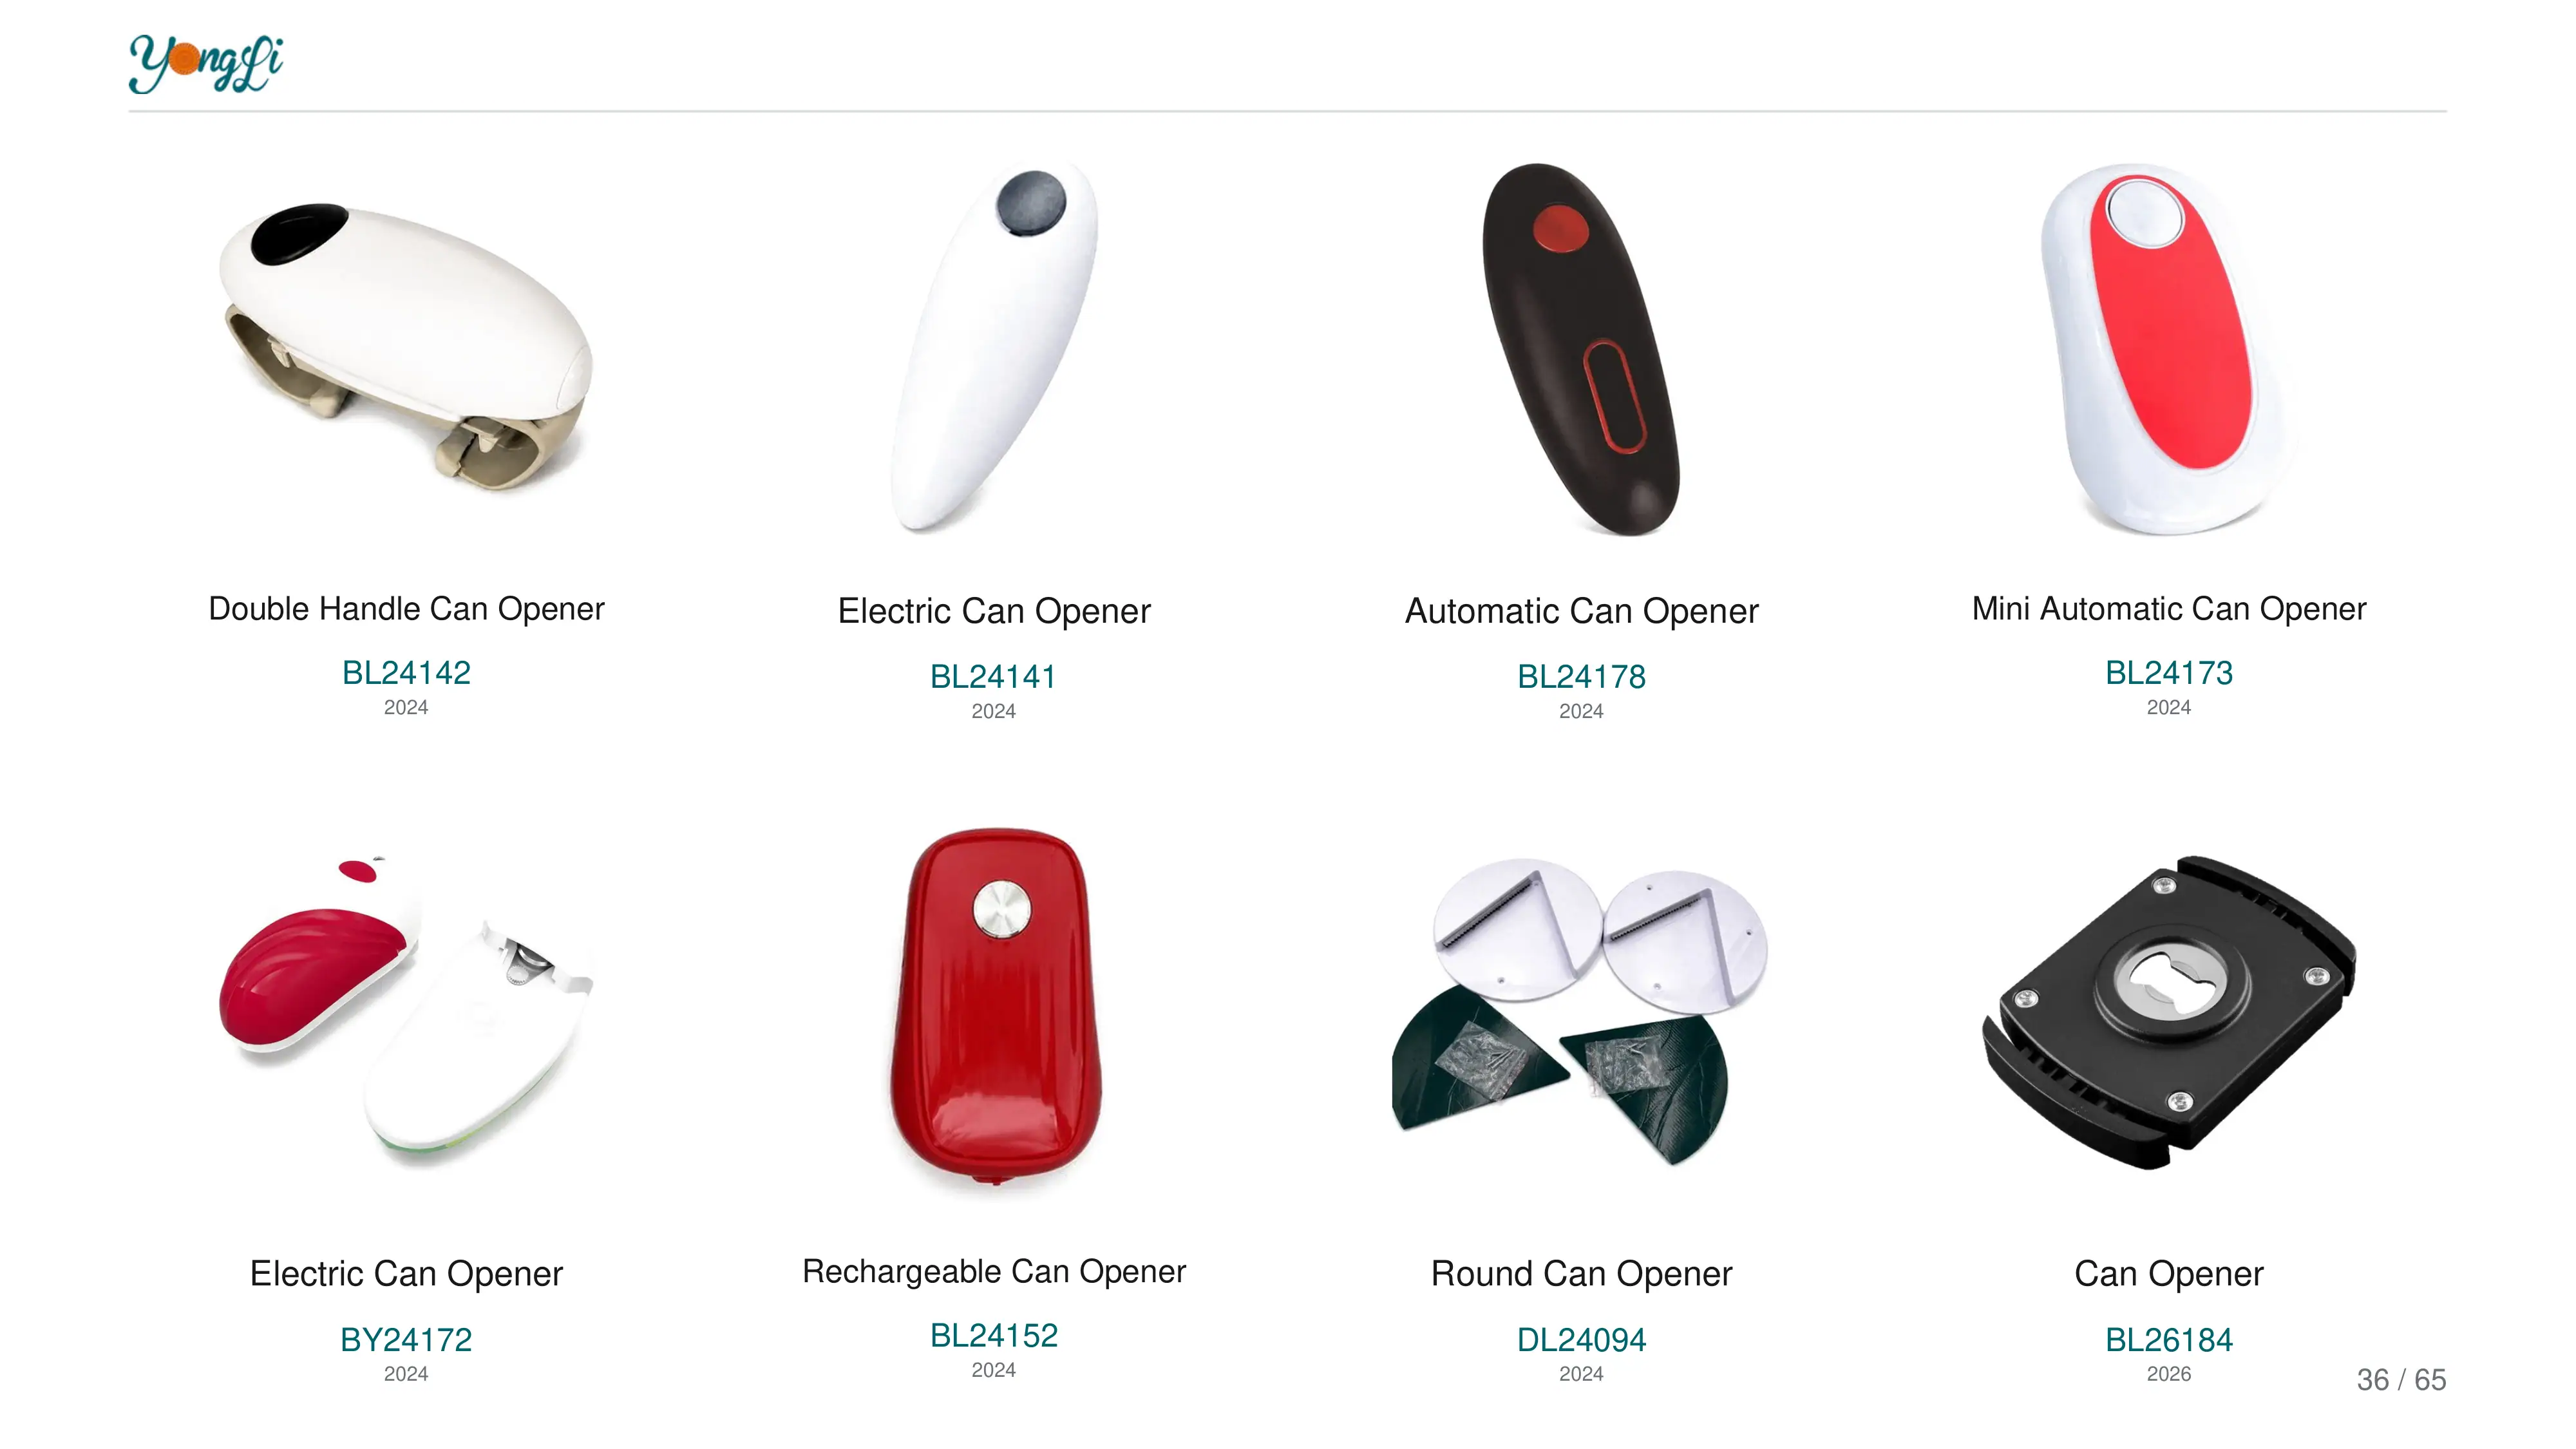 YongLi
Double Handle Can Opener
BL24142
2024
Electric Can Opener
BL24141
2024
Automatic Can Opener
BL24178
2024
Mini Automatic Can Opener
BL24173
2024
Electric Can Opener
BY24172
2024
Rechargeable Can Opener
BL24152
2024
Round Can Opener
DL24094
2024
Can Opener
BL26184
2026
36 / 65